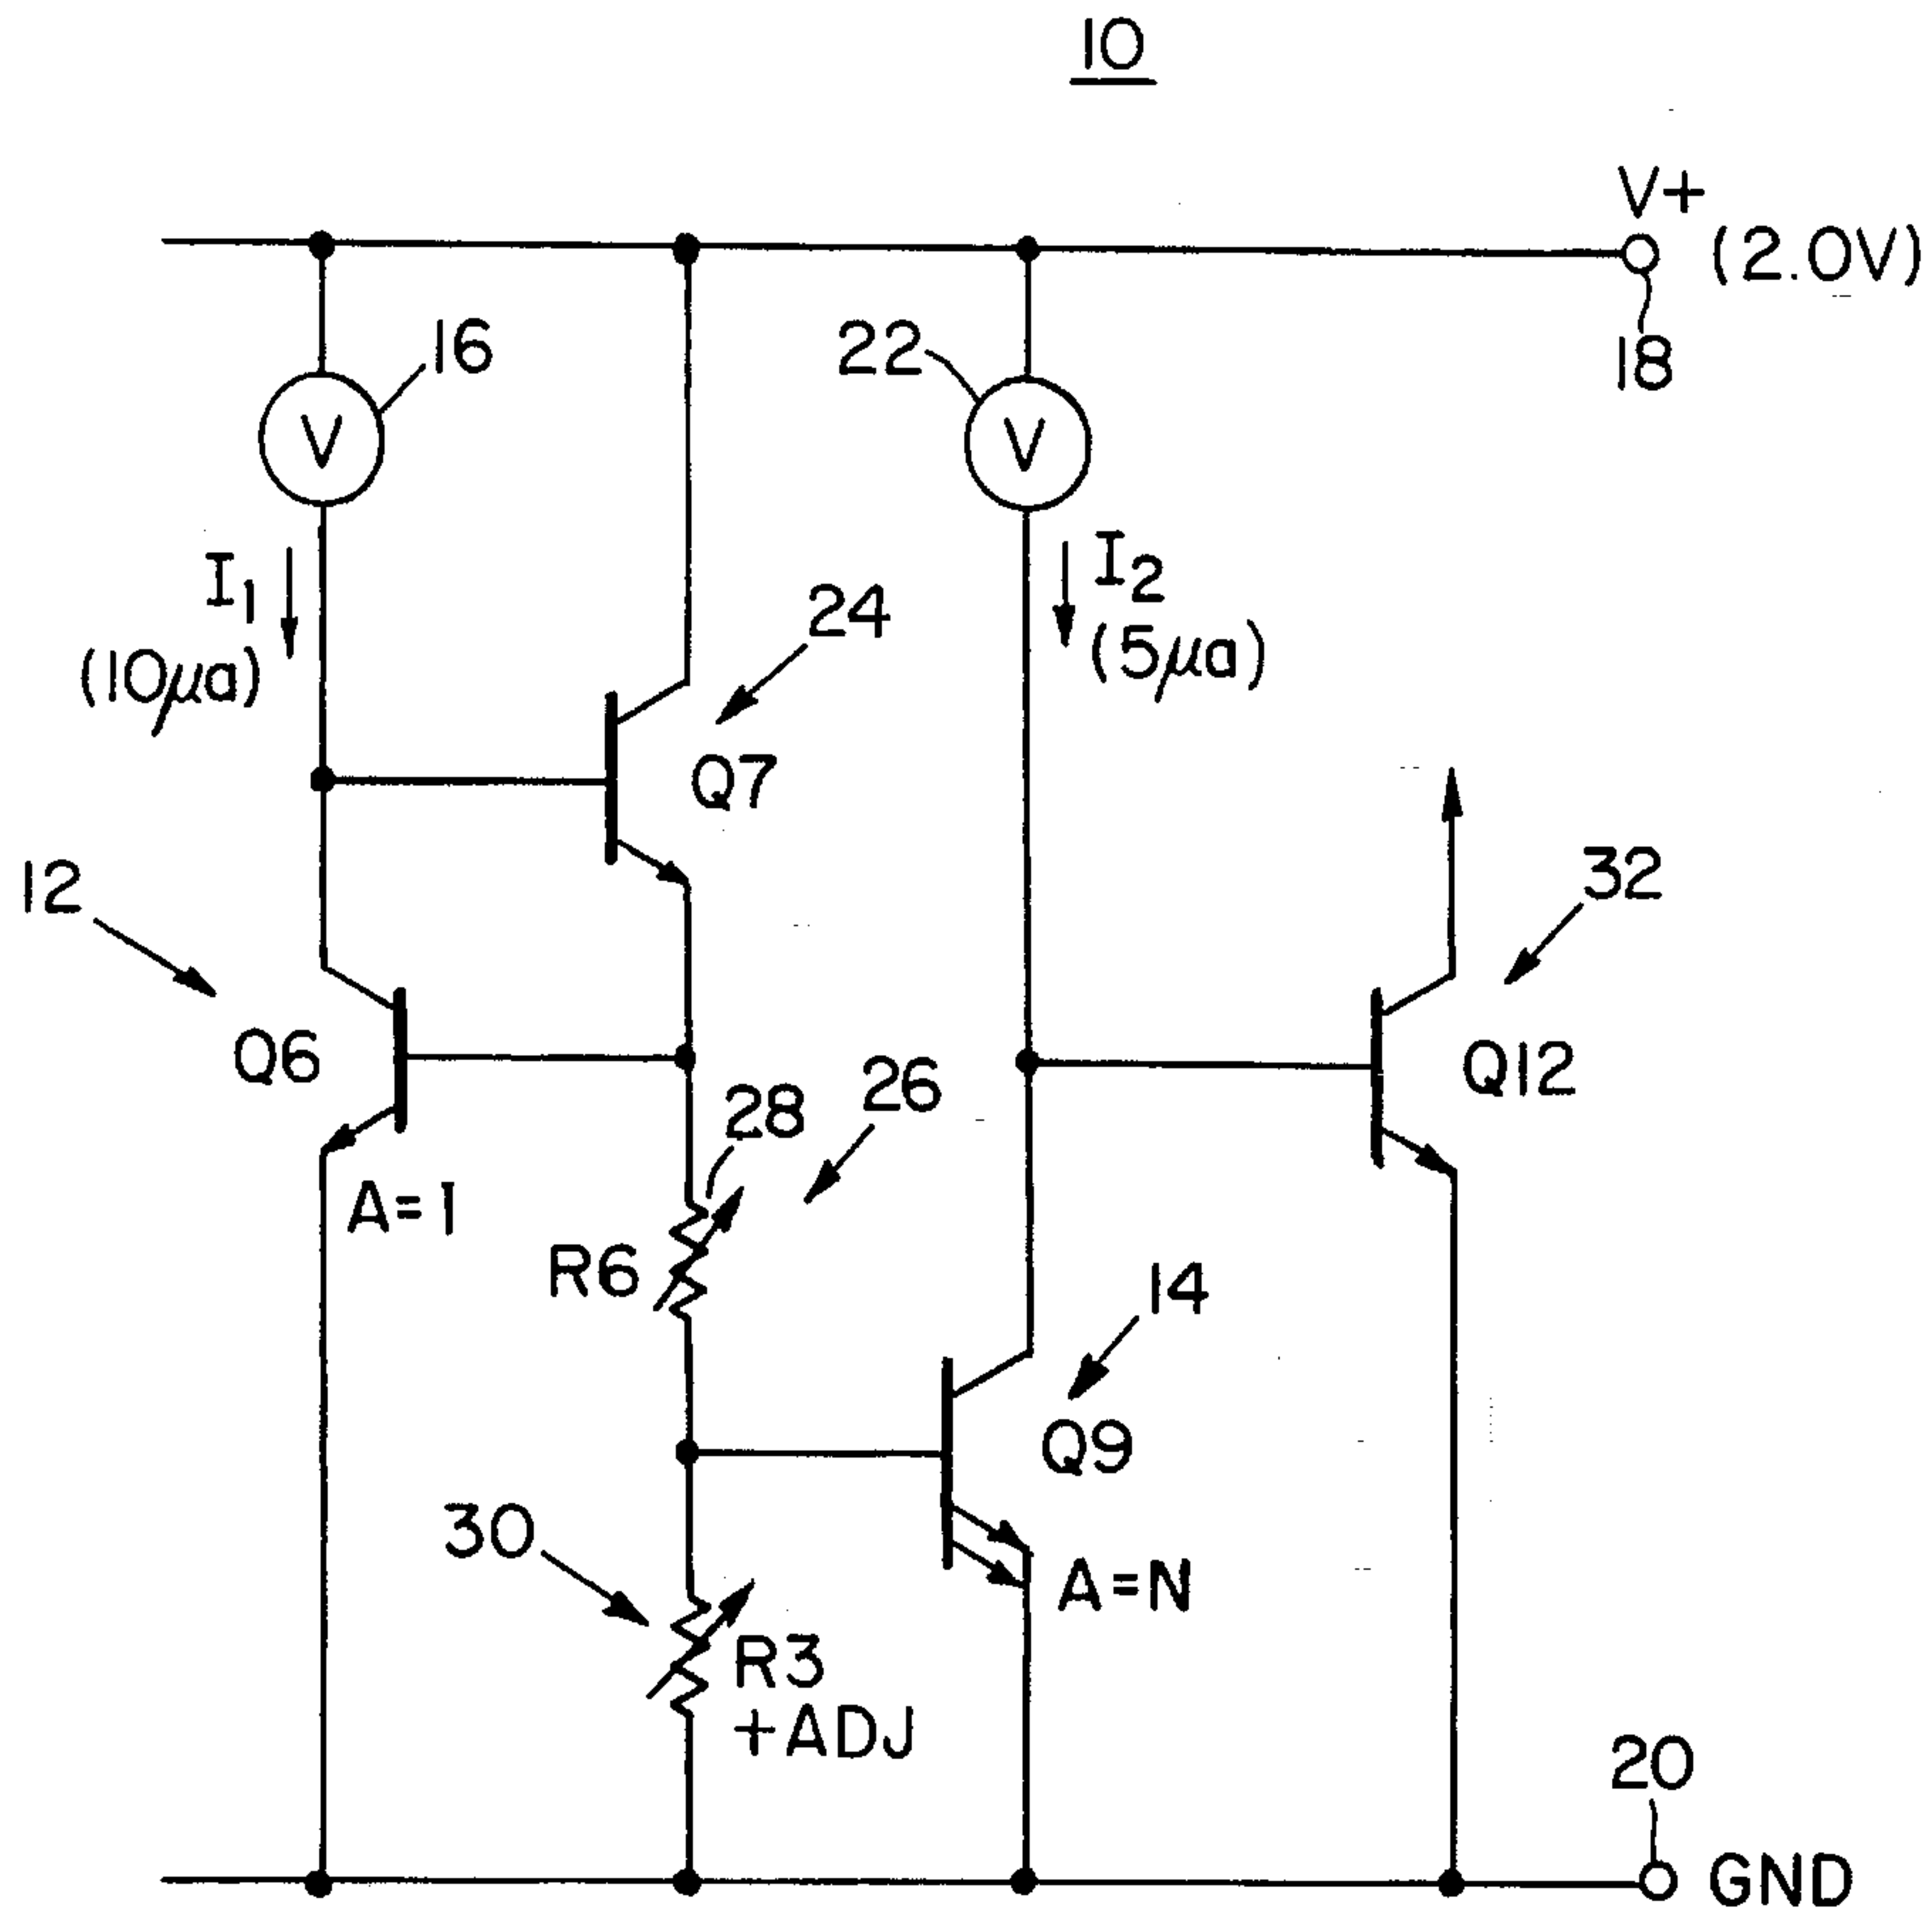 10
V+
(2.0V)
18
16
22
V
V
I1
(10µa)
I2
(5µa)
24
Q7
12
32
Q6
Q12
28
26
A=1
R6
14
Q9
30
A=N
R3
+ADJ
20
GND